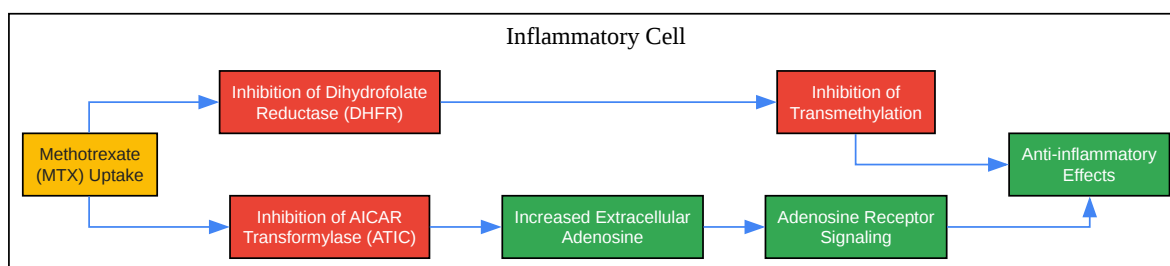 Inflammatory Cell
Inhibition of Dihydrofolate
Reductase (DHFR)
Inhibition of
Transmethylation
Methotrexate
(MTX) Uptake
Anti-inflammatory
Effects
Inhibition of AICAR
Transformylase (ATIC)
Increased Extracellular
Adenosine
Adenosine Receptor
Signaling